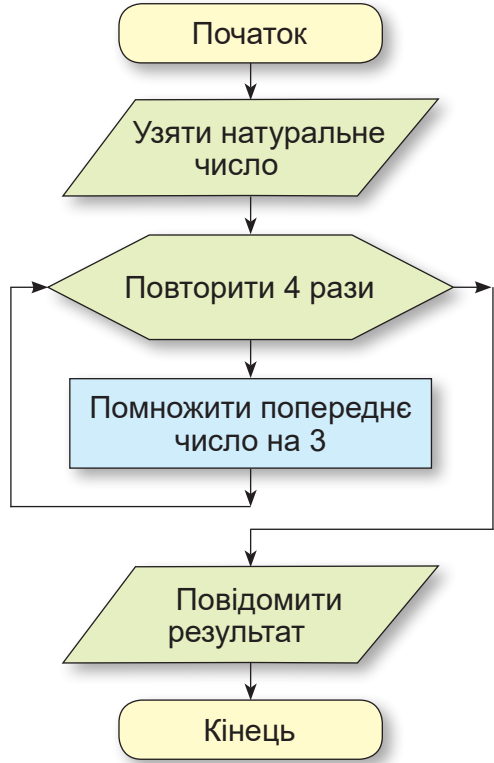 Початок
Узяти натуральне
число
Повторити 4 рази
Помножити попереднє
число на 3
Повідомити
результат
Кінець